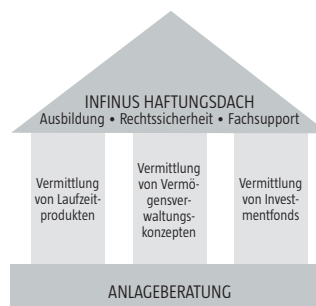 INFINUS HAFTUNGSDACH
Ausbildung • Rechtssicherheit • Fachsupport
Vermittlung
von Laufzeit-
produkten
Vermittlung
von Vermö-
gensver-
waltungs-
konzepten
Vermittlung
von Invest-
mentfonds
ANLAGEBERATUNG